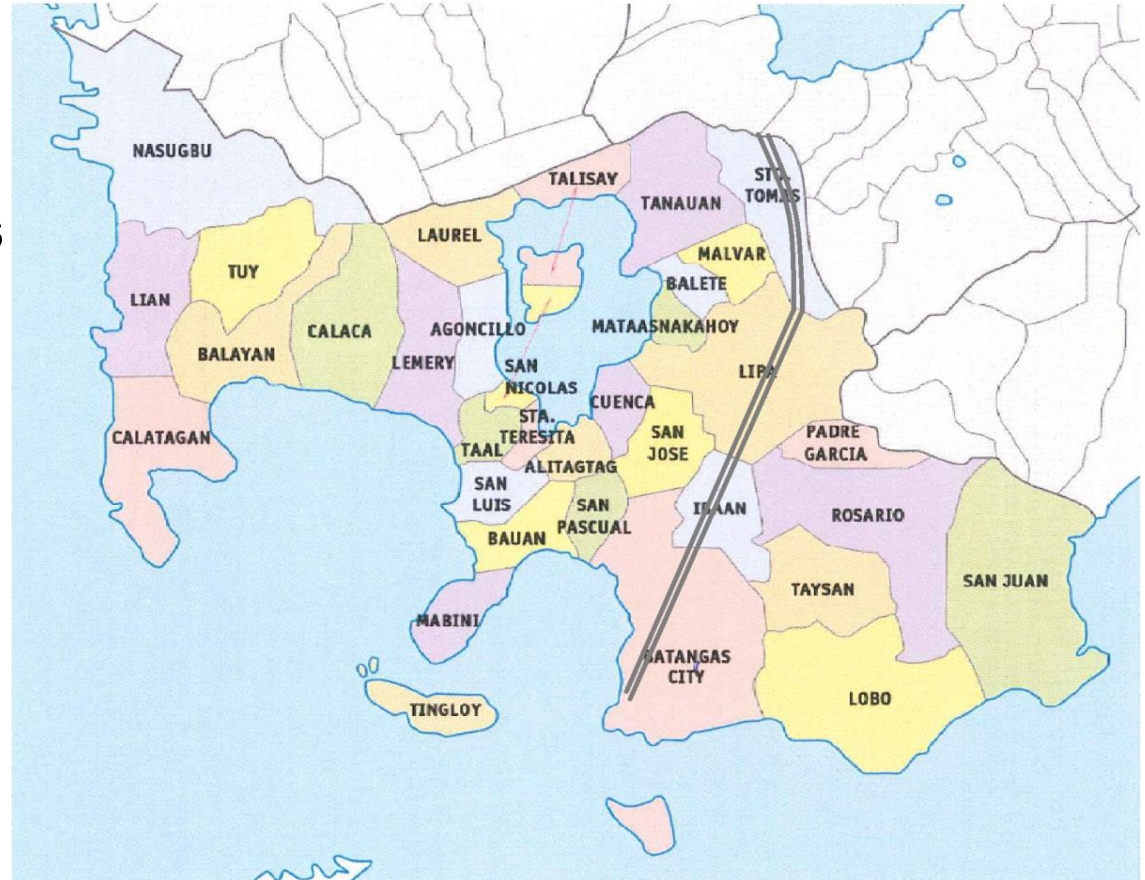 NASUGBU
TALISAY
STO.
TOMAS
TANAUAN
LAUREL
MALVAR
TUY
BALETE
LIAN
CALACA
AGONCILLO
MATAASNAKAHOY
BALAYAN
LEMERY
SAN
NICOLAS
LIPA
CUENCA
STA.
TERESITA
CALATAGAN
TAAL
SAN
JOSE
PADRE
GARCIA
ALITAGTAG
SAN
LUIS
SAN
PASCUAL
IBAAN
ROSARIO
BAUAN
SAN JUAN
TAYSAN
MABINI
BATANGAS
CITY
LOBO
TINGLOY